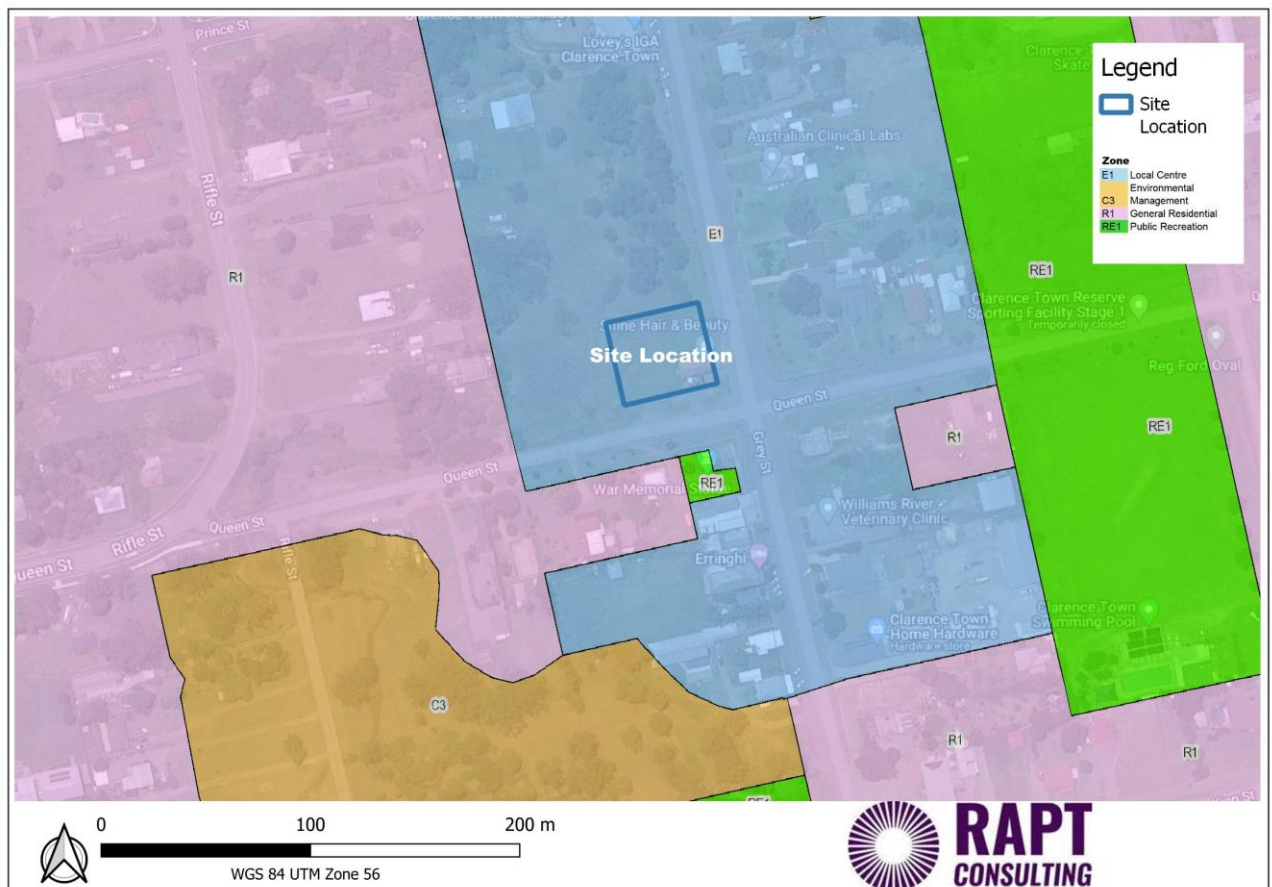 Prince St
Lovey's IGA
Clarence Town
Clarence T
Skate
Legend
Site
Location
Zone
E1 Local Centre
Environmental
C3 Management
R1 General Residential
RE1 Public Recreation
Australian Clinical Labs
Rifle St
E1
R1
RE1
Clarence Town Reserve
Sporting Facility Stage 1
Temporarily closed
Shine Hair & Beauty
Site Location
Reg Ford Oval
Queen St
Grey St
R1
RE1
Queen St
RE1
War Memorial
Williams River
Veterinary Clinic
Queen St
Rifle St
Rifle St
Queen St
Erringhi
Clarence Town
Swimming Pool
Clarence Town
Home Hardware
Hardware store
C3
R1
R1
RE1
0 100 200 m
WGS 84 UTM Zone 56
RAPT
CONSULTING